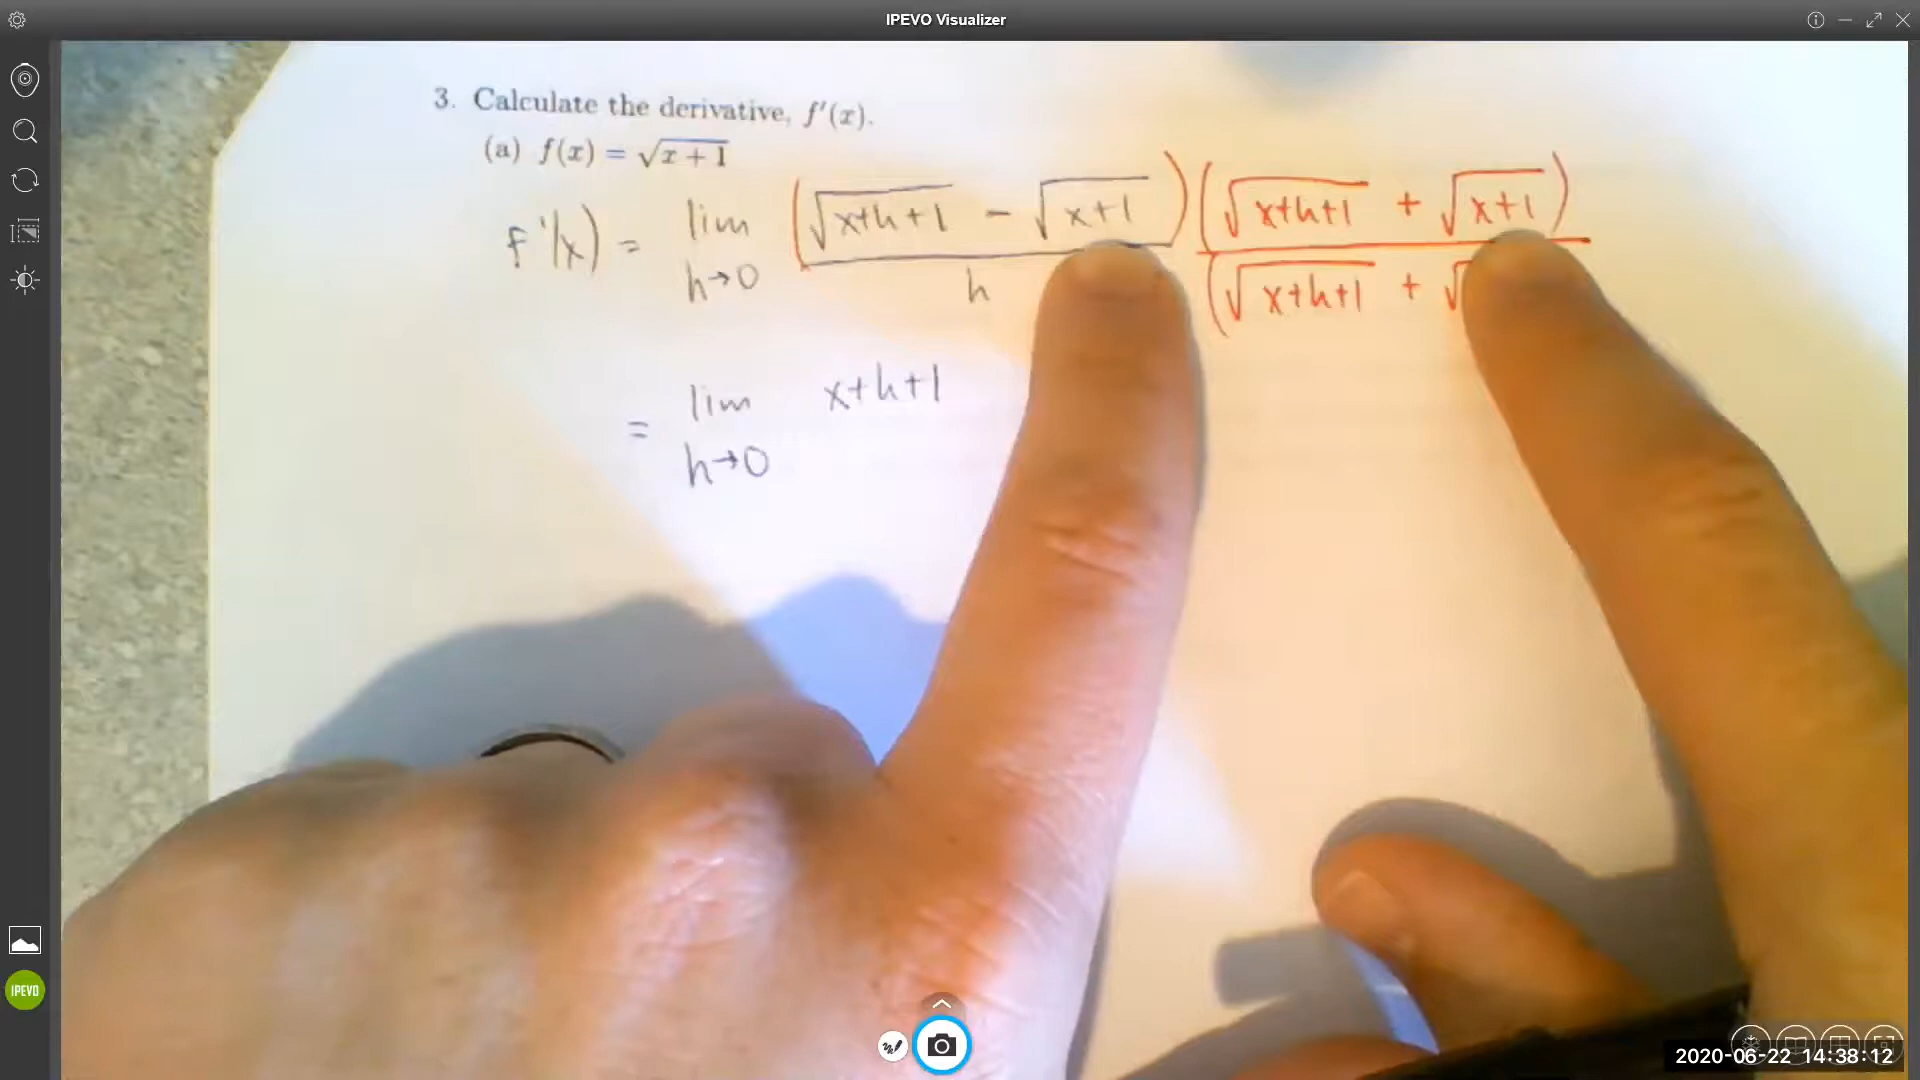 IPEVO Visualizer
3. Calculate the derivative, f′(x).
(a) f(x) = √x + 1
f'(x) = lim h→0 (√x+h+1 − √x+1) / h (√x+h+1 + √x+1) / (√x+h+1 + √
= lim h→0 x+h+1
IPEVO
2020-06-22 14:38:12